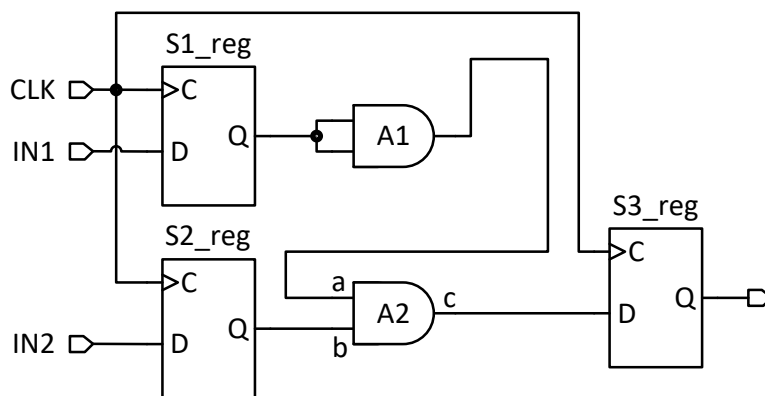 S1_reg
CLK
C
A1
Q
IN1
D
S2_reg
S3_reg
C
C
a
c
A2
Q
Q
D
IN2
D
b